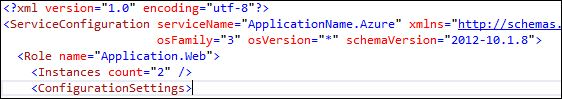 <?xml version="1.0" encoding="utf-8"?>
<ServiceConfiguration serviceName="ApplicationName.Azure" xmlns="http://schemas.
osFamily="3" osVersion="*" schemaVersion="2012-10.1.8">
<Role name="Application.Web">
<Instances count="2" />
<ConfigurationSettings>